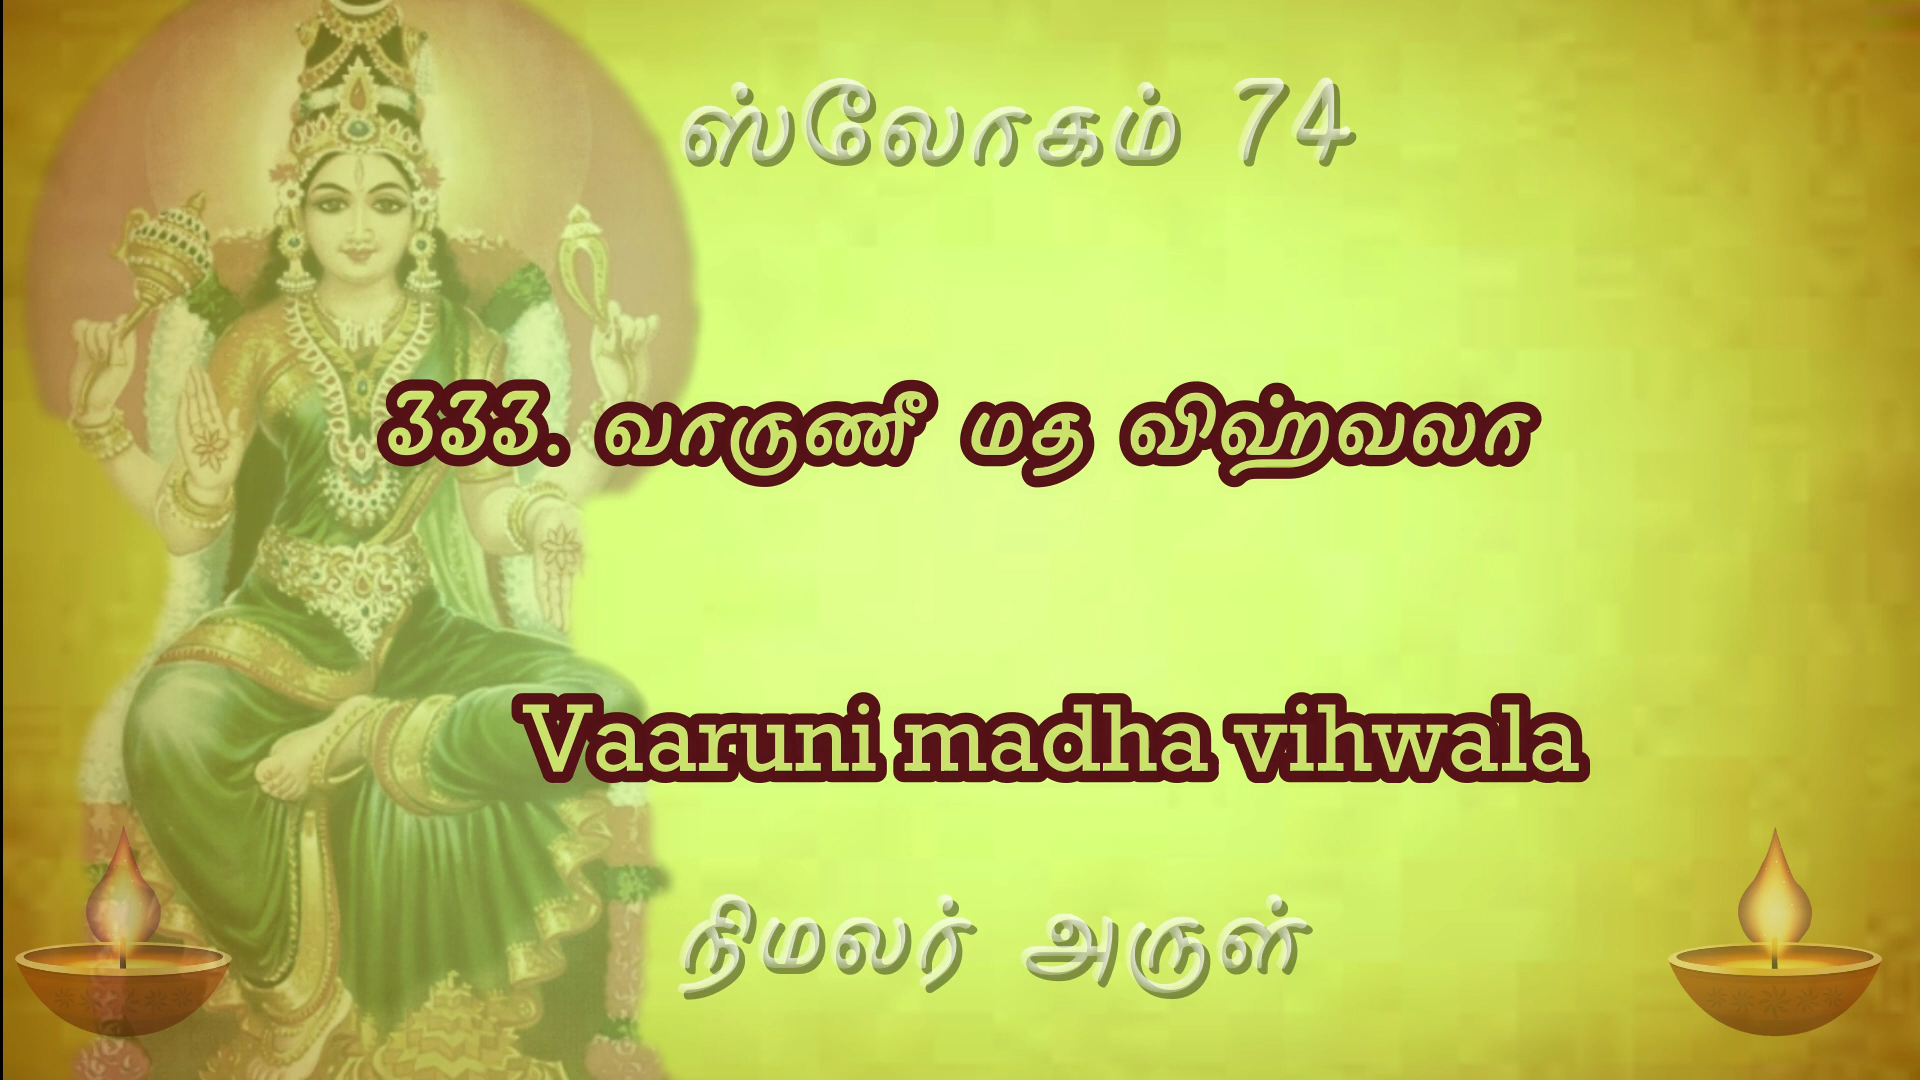 ஸ்லோகம் 74
333. வாருணீ மத விஹ்வலா
Vaaruni madha vihwala
நிமலர் அருள்